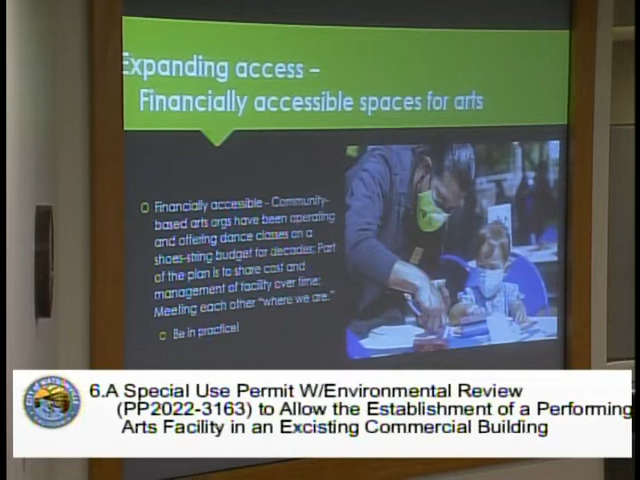 Expanding access –
Financially accessible spaces for arts
Financially accessible - Community-
based arts orgs have been operating
and offering dance classes on a
shoes-string budget for decades; Part
of the plan is to share cost and
management of facility over time;
Meeting each other "where we are."
Be in practice!
6.A Special Use Permit W/Environmental Review
(PP2022-3163) to Allow the Establishment of a Performing
Arts Facility in an Excisting Commercial Building